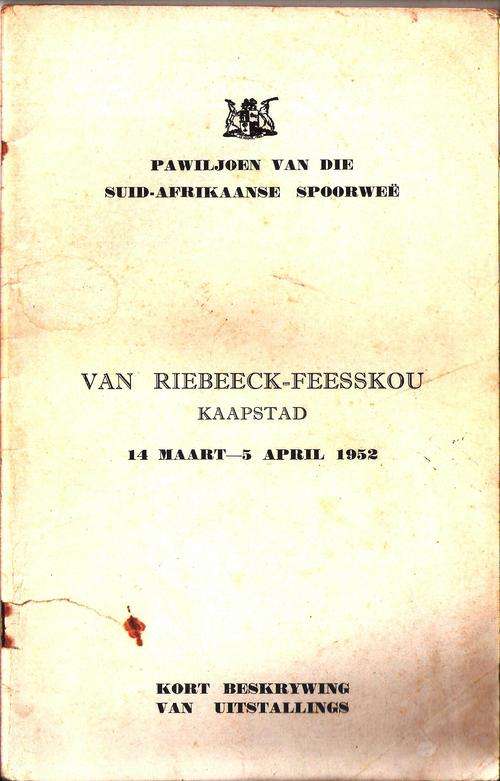 PAWILJOEN VAN DIE
SUID-AFRIKAANSE SPOORWEË
VAN RIEBEECK-FEESSKOU
KAAPSTAD
14 MAART—5 APRIL 1952
KORT BESKRYWING
VAN UITSTALLINGS